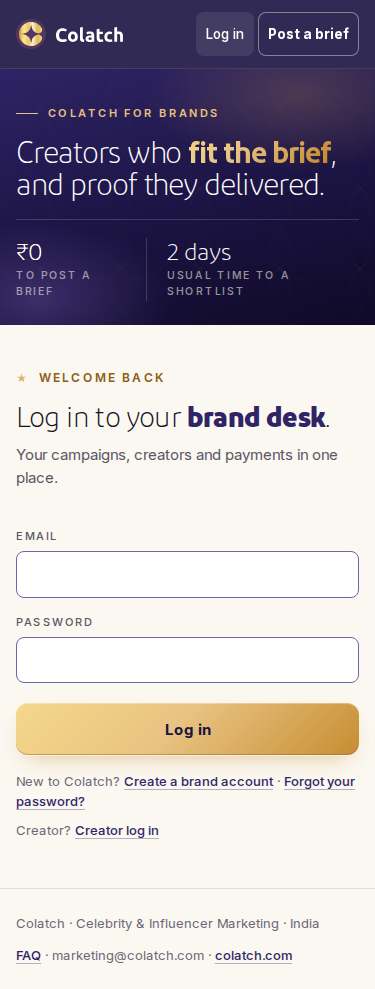 Colatch
Log in
Post a brief
COLATCH FOR BRANDS
Creators who fit the brief,
and proof they delivered.
₹0
TO POST A
BRIEF
2 days
USUAL TIME TO A
SHORTLIST
WELCOME BACK
Log in to your brand desk.
Your campaigns, creators and payments in one
place.
EMAIL
PASSWORD
Log in
New to Colatch? Create a brand account · Forgot your
password?
Creator? Creator log in
Colatch · Celebrity & Influencer Marketing · India
FAQ · marketing@colatch.com · colatch.com